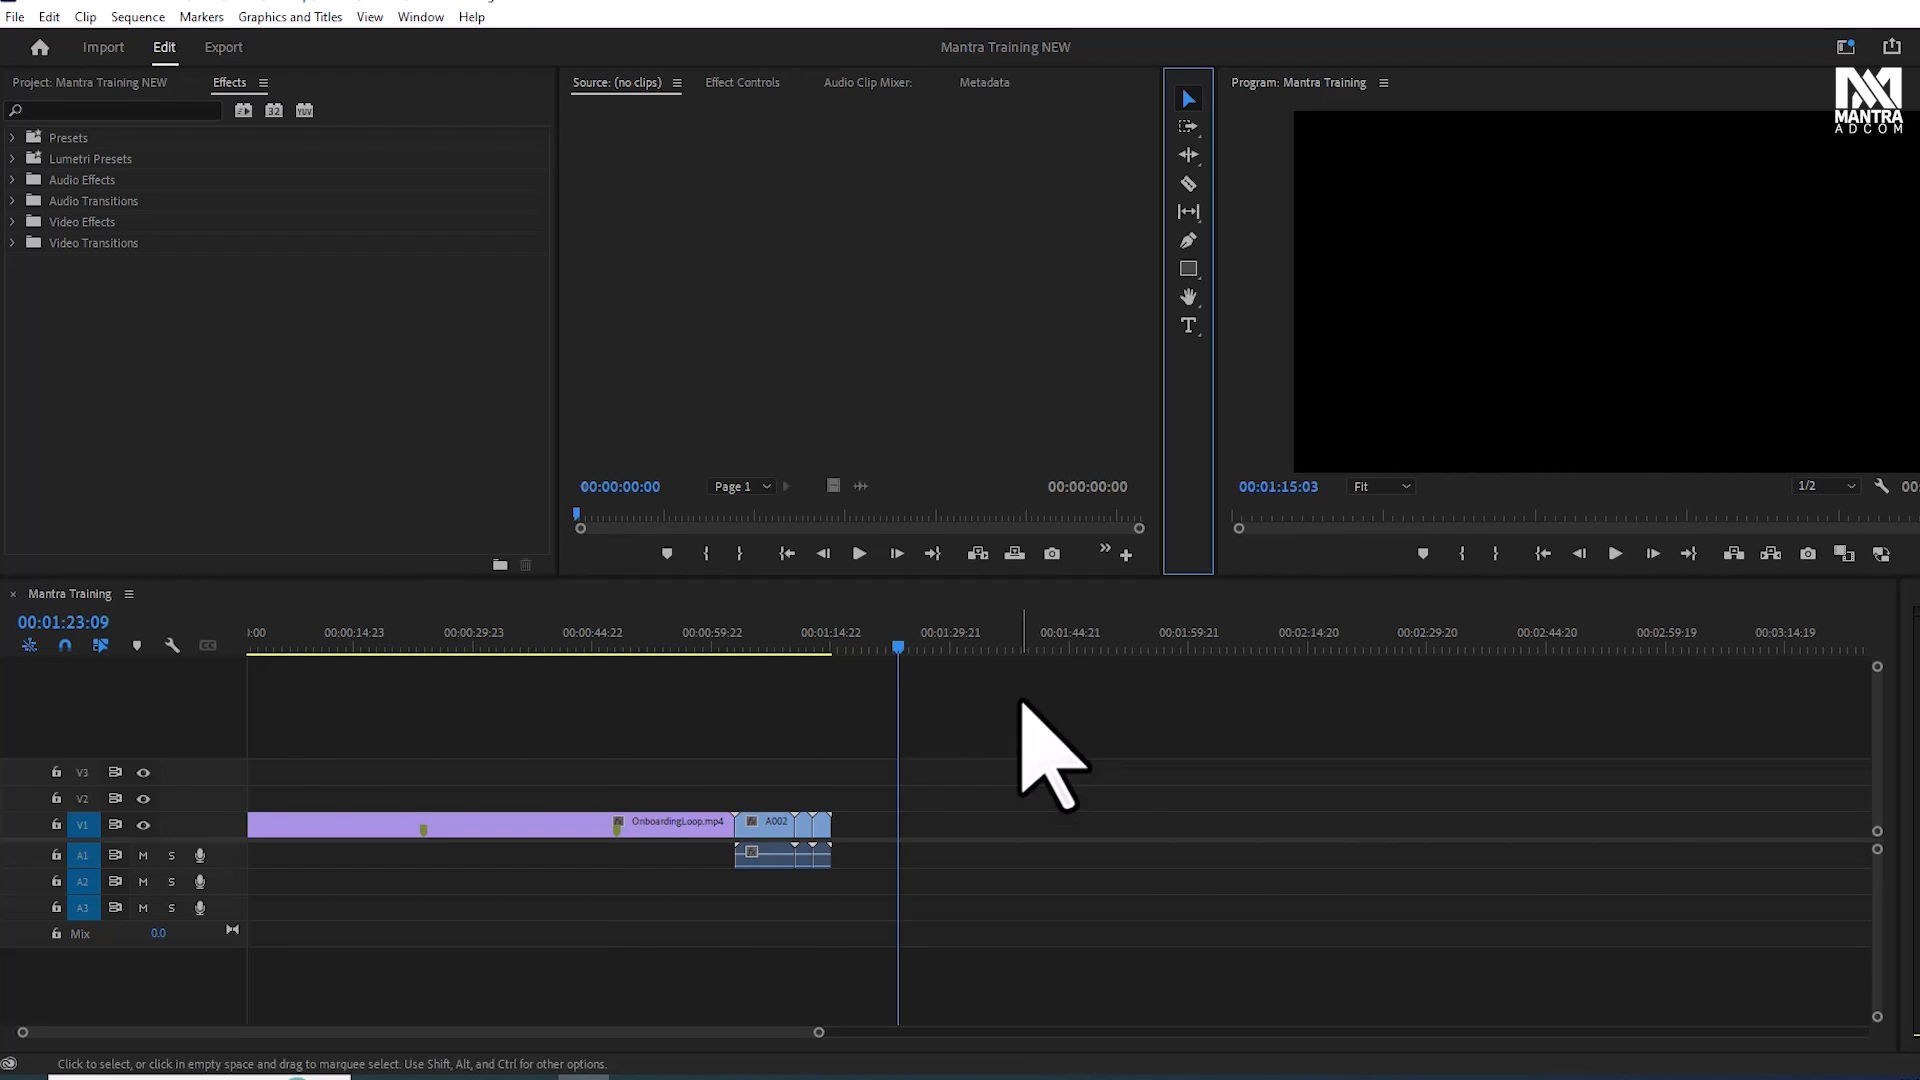 File Edit Clip Sequence Markers Graphics and Titles View Window Help
Import Edit Export Mantra Training NEW
MANTRA
ADCOM
Project: Mantra Training NEW Effects Source: (no clips) Effect Controls Audio Clip Mixer: Metadata Program: Mantra Training
32 YUV
Presets
Lumetri Presets
Audio Effects
Audio Transitions
Video Effects
Video Transitions
T
00:00:00:00 Page 1 00:00:00:00 00:01:15:03 Fit 1/2 00
Mantra Training
00:01:23:09
CC
:00 00:00:14:23 00:00:29:23 00:00:44:22 00:00:59:22 00:01:14:22 00:01:29:21 00:01:44:21 00:01:59:21 00:02:14:20 00:02:29:20 00:02:44:20 00:02:59:19 00:03:14:19
V3
V2
V1 fx OnboardingLoop.mp4 fx A002
A1 M S fx
A2 M S
A3 M S
Mix 0.0
Click to select, or click in empty space and drag to marquee select. Use Shift, Alt, and Ctrl for other options.